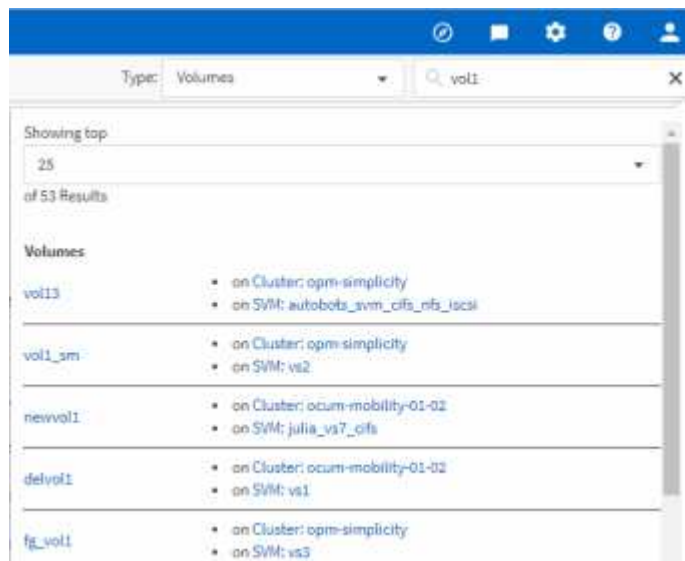 Type: Volumes vol1
Showing top
25
of 53 Results
Volumes
vol13
• on Cluster: opm-simplicity
• on SVM: autobots_svm_cifs_nfs_iscsi
vol1_sm
• on Cluster: opm-simplicity
• on SVM: vs2
newvol1
• on Cluster: ocum-mobility-01-02
• on SVM: julia_vs7_cifs
delvol1
• on Cluster: ocum-mobility-01-02
• on SVM: vs1
fg_vol1
• on Cluster: opm-simplicity
• on SVM: vs3